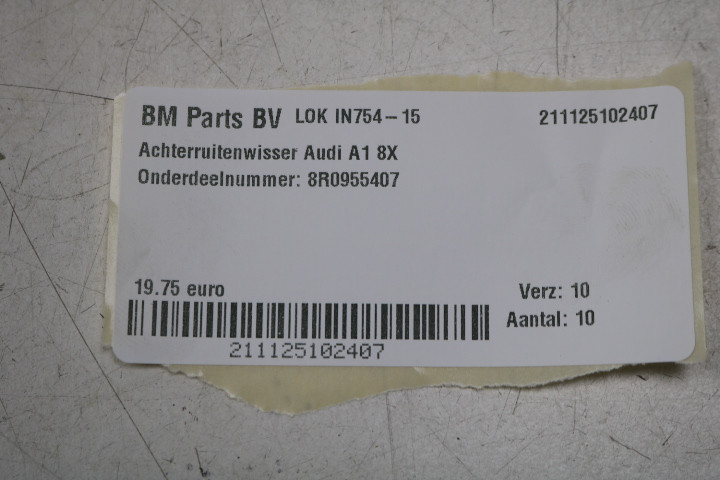 BM Parts BV LOK IN754-15 211125102407
Achterruitenwisser Audi A1 8X
Onderdeelnummer: 8R0955407
19.75 euro Verz: 10
Aantal: 10
211125102407